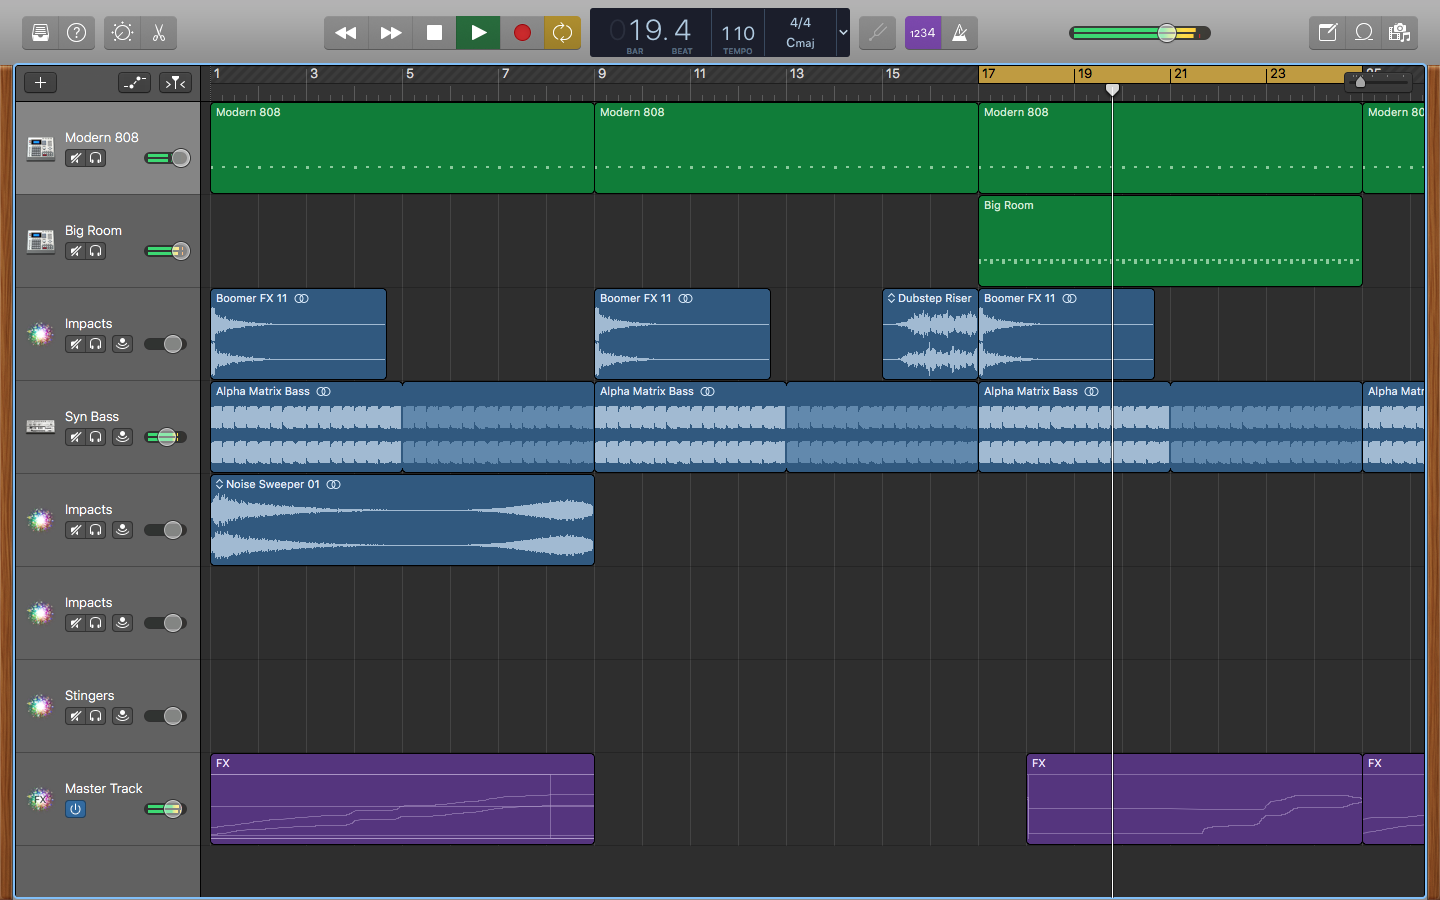 019.4
BAR BEAT
110
TEMPO
4/4
Cmaj
1234
1 3 5 7 9 11 13 15 17 19 21 23
Modern 808
Modern 808 Modern 808 Modern 808 Modern 80
Big Room
Big Room
Impacts
Boomer FX 11 Boomer FX 11 Dubstep Riser Boomer FX 11
Syn Bass
Alpha Matrix Bass Alpha Matrix Bass Alpha Matrix Bass Alpha Matr
Impacts
Noise Sweeper 01
Impacts
Stingers
Master Track
FX
FX FX FX